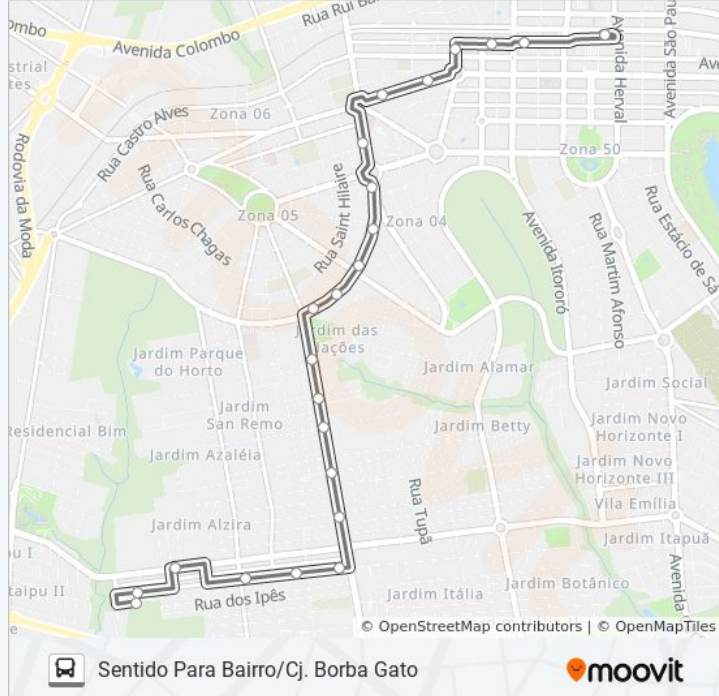 ombo
Rua Rui Ba
Avenida Colombo
strial
tes
Rodovia da Moda
Rua Castro Alves
Zona 06
Rua Carlos Chagas
Zona 05
Rua Saint Hilaire
Zona 04
Avenida Herval
Avenida São Pau
Ave
Zona 50
Avenida Itororó
Rua Martim Afonso
Rua Estácio de Sá
Jardim das
Nações
Jardim Parque
do Horto
Jardim Alamar
Jardim Social
Jardim
San Remo
Jardim Betty
Jardim Novo
Horizonte I
Residencial Bim
Jardim Azaléia
Jardim Novo
Horizonte III
Rua Tupã
Vila Emília
Jardim Alzira
Jardim Itapuã
u I
taipu II
Rua dos Ipês
Jardim Itália
Jardim Botânico
Avenida
© OpenStreetMap contributors | © OpenMapTiles
Sentido Para Bairro/Cj. Borba Gato
moovit